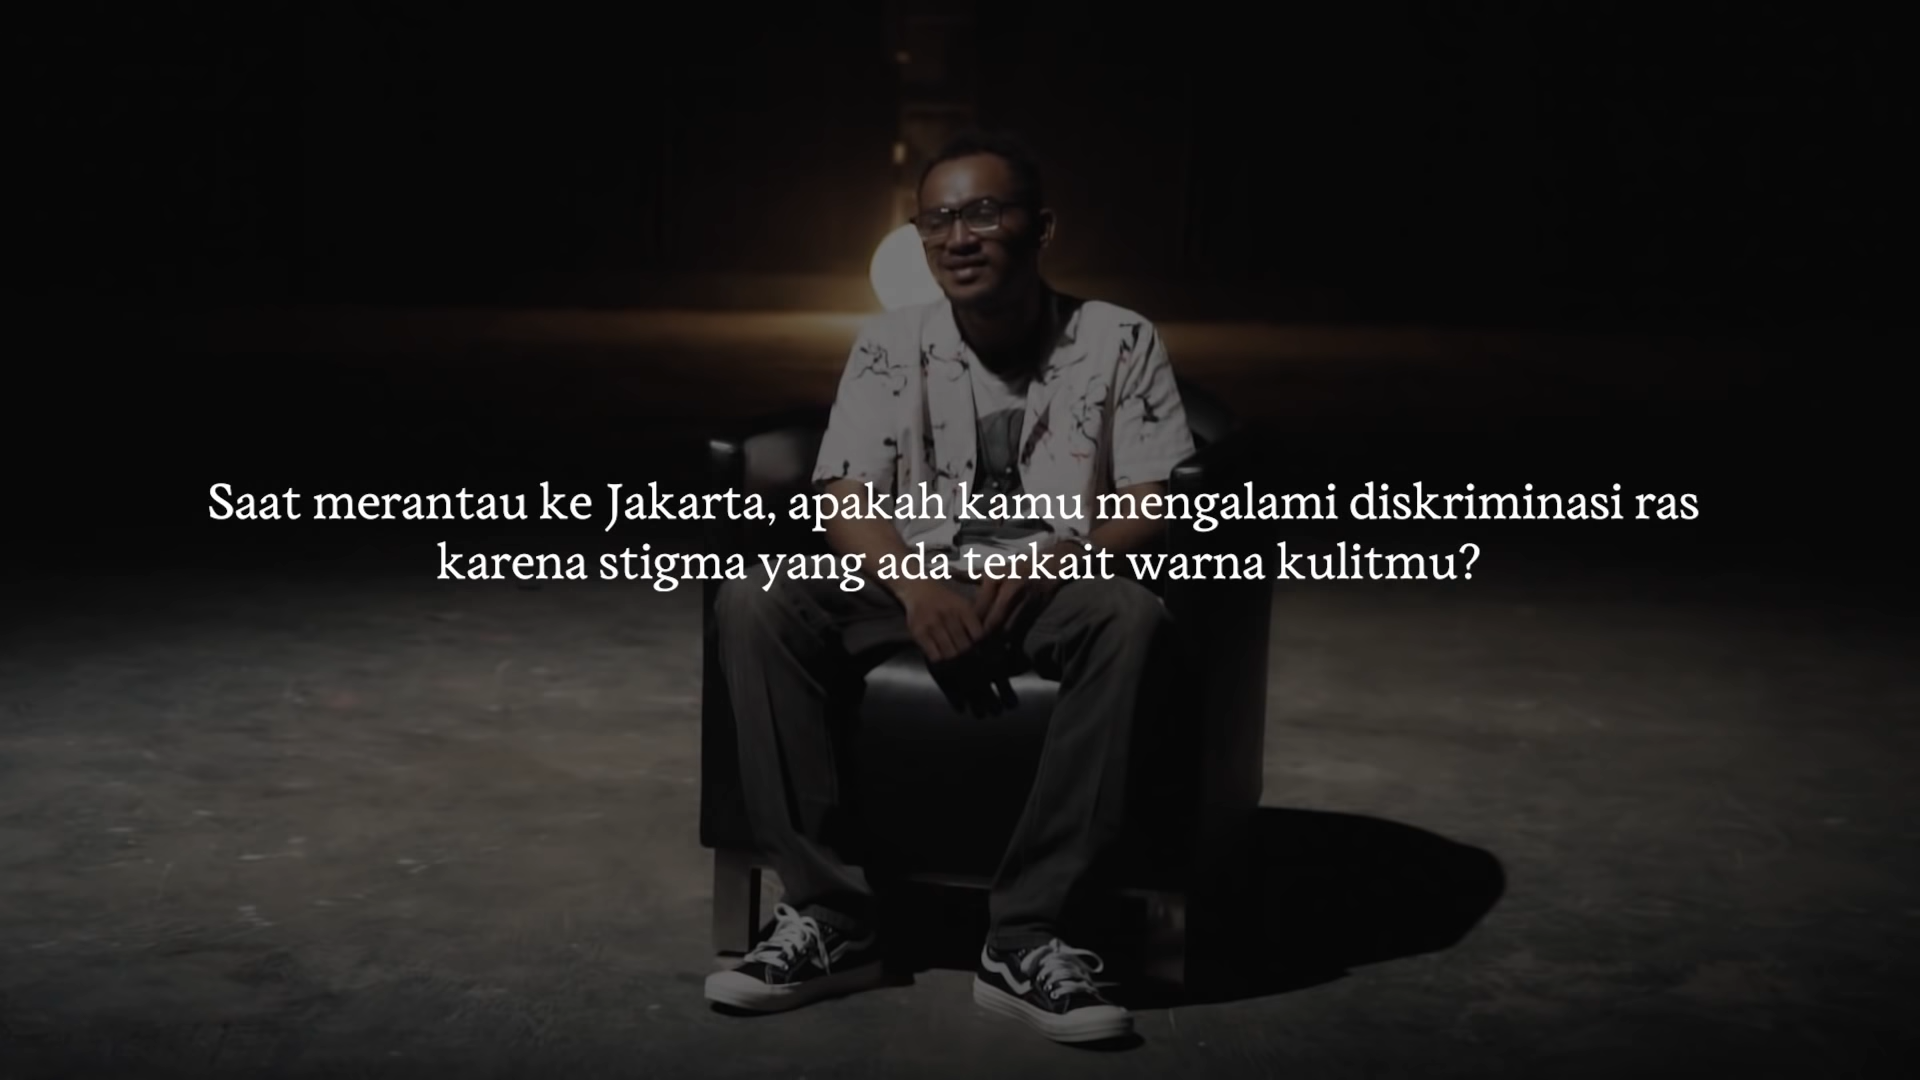 Saat merantau ke Jakarta, apakah kamu mengalami diskriminasi ras
karena stigma yang ada terkait warna kulitmu?